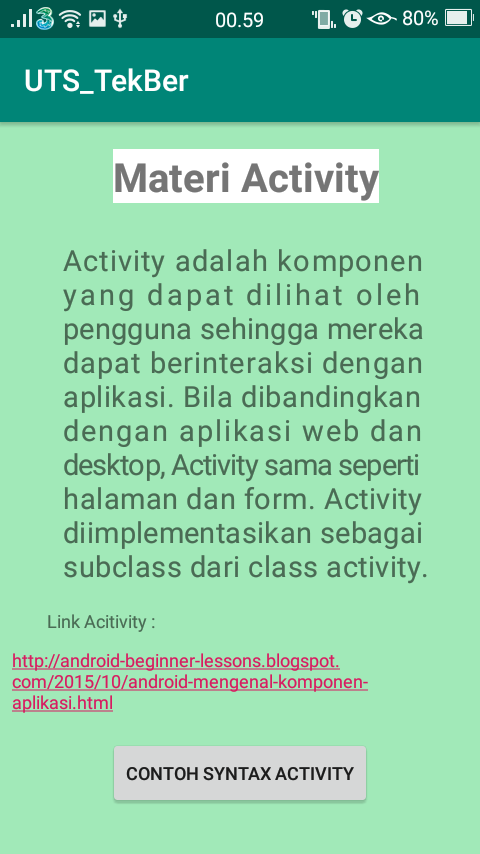 00.59
80%
UTS_TekBer
Materi Activity
Activity adalah komponen
yang dapat dilihat oleh
pengguna sehingga mereka
dapat berinteraksi dengan
aplikasi. Bila dibandingkan
dengan aplikasi web dan
desktop, Activity sama seperti
halaman dan form. Activity
diimplementasikan sebagai
subclass dari class activity.
Link Acitivity :
http://android-beginner-lessons.blogspot.
com/2015/10/android-mengenal-komponen-
aplikasi.html
CONTOH SYNTAX ACTIVITY